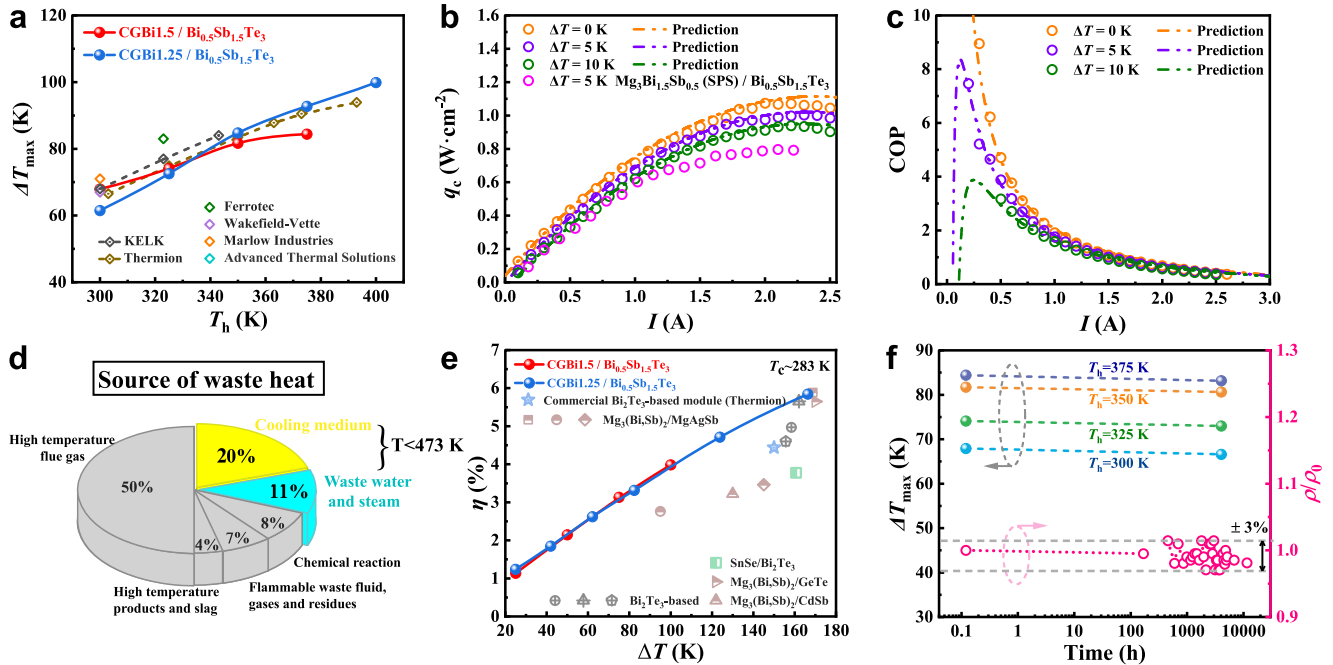 a
CGBi1.5 / Bi0.5Sb1.5Te3
CGBi1.25 / Bi0.5Sb1.5Te3
KELK
Thermion
Ferrotec
Wakefield-Vette
Marlow Industries
Advanced Thermal Solutions
ΔTmax (K)
40
60
80
100
120
300
320
340
360
380
400
Th (K)
b
ΔT = 0 K
Prediction
ΔT = 5 K
Prediction
ΔT = 10 K
Prediction
ΔT = 5 K Mg3Bi1.5Sb0.5 (SPS) / Bi0.5Sb1.5Te3
qc (W·cm-2)
0.0
0.2
0.4
0.6
0.8
1.0
1.2
1.4
1.6
0.0
0.5
1.0
1.5
2.0
2.5
I (A)
c
ΔT = 0 K
Prediction
ΔT = 5 K
Prediction
ΔT = 10 K
Prediction
COP
0
2
4
6
8
10
0.0
0.5
1.0
1.5
2.0
2.5
3.0
I (A)
d
Source of waste heat
Cooling medium
T<473 K
20%
High temperature
flue gas
50%
11%
Waste water
and steam
8%
7%
4%
Chemical reaction
High temperature
products and slag
Flammable waste fluid,
gases and residues
e
CGBi1.5 / Bi0.5Sb1.5Te3
Tc~283 K
CGBi1.25 / Bi0.5Sb1.5Te3
Commercial Bi2Te3-based module (Thermion)
Mg3(Bi,Sb)2/MgAgSb
SnSe/Bi2Te3
Mg3(Bi,Sb)2/GeTe
Bi2Te3-based
Mg3(Bi,Sb)2/CdSb
η (%)
0
1
2
3
4
5
6
7
20
40
60
80
100
120
140
160
180
ΔT (K)
f
Th=375 K
Th=350 K
Th=325 K
Th=300 K
± 3%
ΔTmax (K)
30
35
40
45
50
55
60
65
70
75
80
85
90
ρ/ρ0
0.9
1.0
1.1
1.2
1.3
0.1
1
10
100
1000
10000
Time (h)